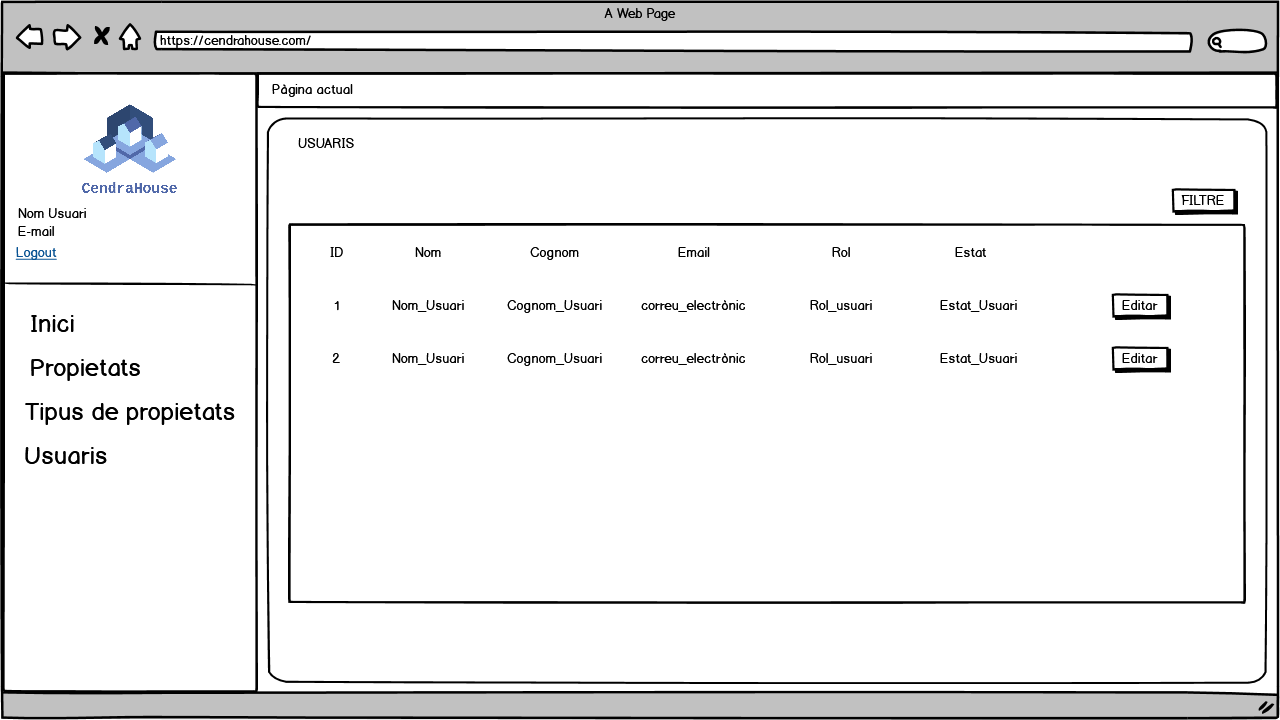 A Web Page
https://cendrahouse.com/
CendraHouse
Nom Usuari
E-mail
Logout
Inici
Propietats
Tipus de propietats
Usuaris
Pàgina actual
USUARIS
FILTRE
ID Nom Cognom Email Rol Estat
1 Nom_Usuari Cognom_Usuari correu_electrònic Rol_usuari Estat_Usuari Editar
2 Nom_Usuari Cognom_Usuari correu_electrònic Rol_usuari Estat_Usuari Editar